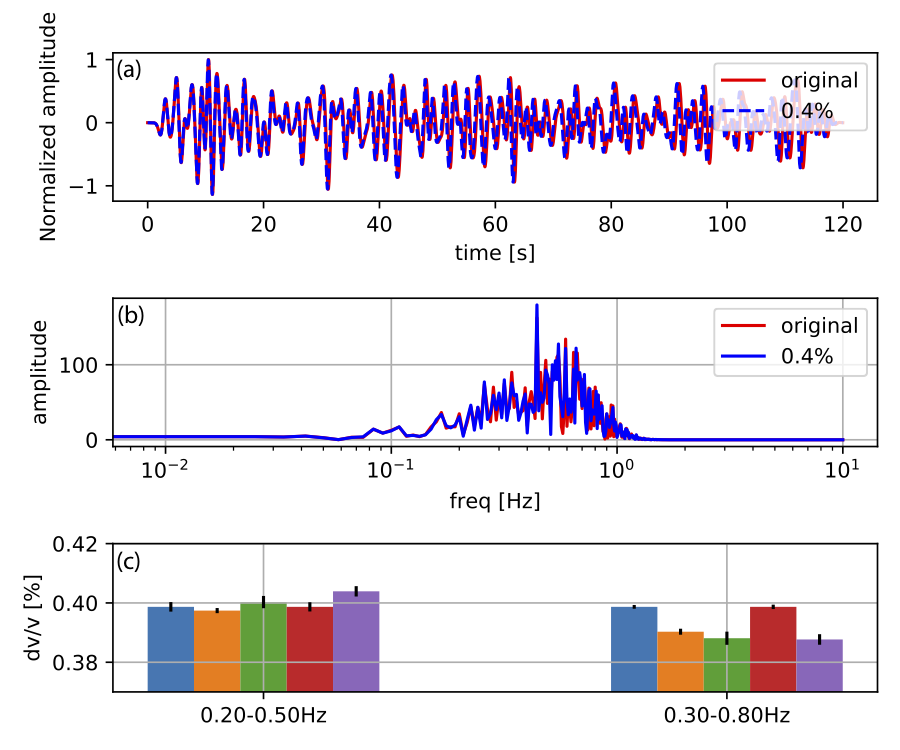 Normalized amplitude
(a)
1
0
−1
original
0.4%
0 20 40 60 80 100 120
time [s]
amplitude
(b)
100
0
original
0.4%
10⁻² 10⁻¹ 10⁰ 10¹
freq [Hz]
dv/v [%]
(c)
0.42
0.40
0.38
0.20-0.50Hz 0.30-0.80Hz